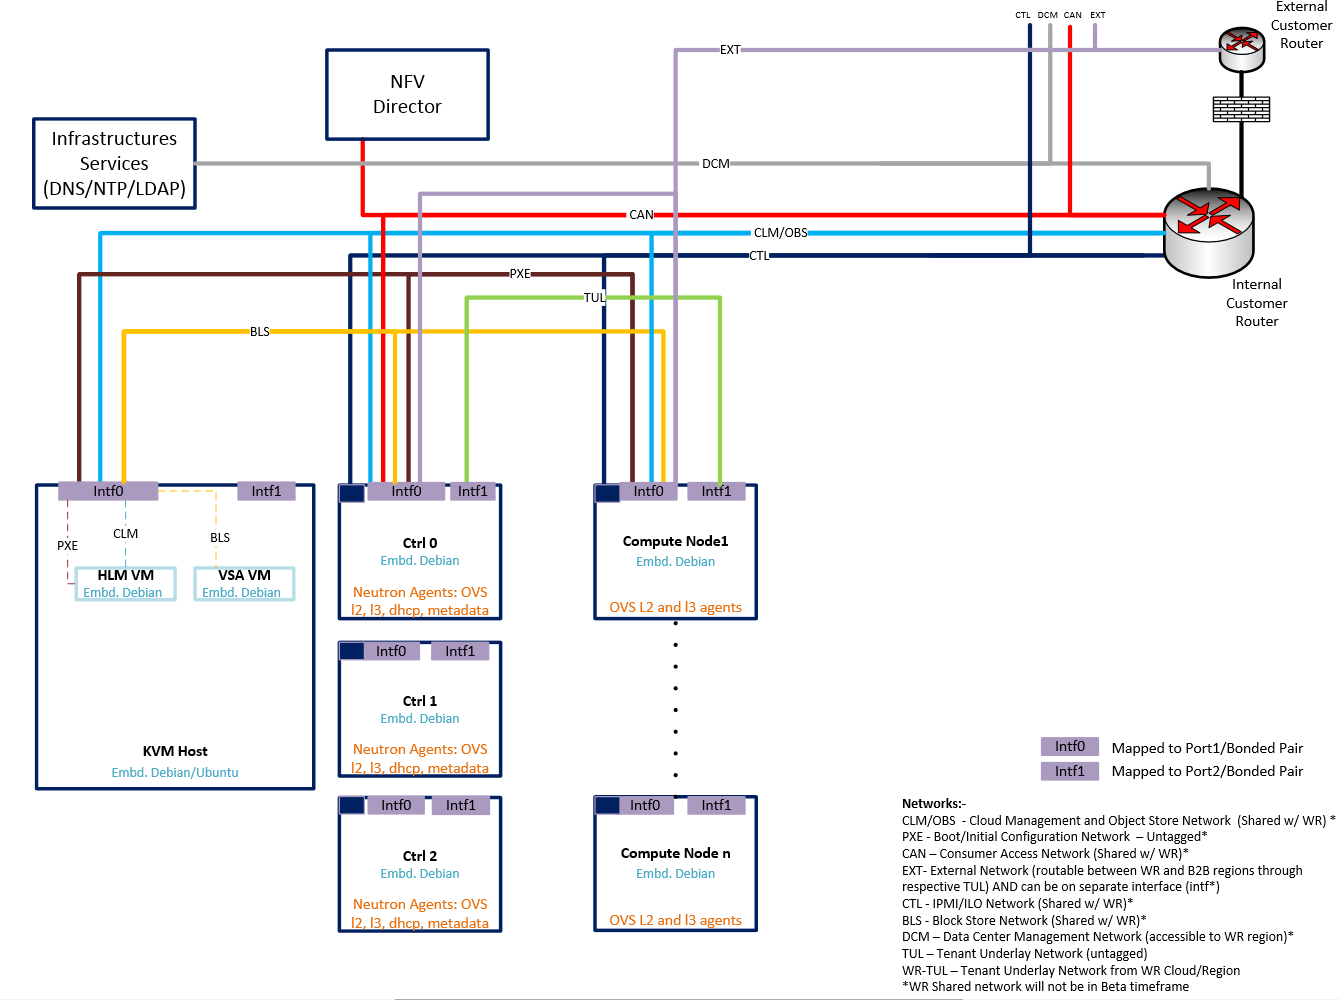 CTL DCM CAN EXT
External
Customer
Router
EXT
NFV
Director
Infrastructures
Services
(DNS/NTP/LDAP)
DCM
CAN
CLM/OBS
CTL
PXE
TUL
BLS
Internal
Customer
Router
Intf0 Intf1
PXE
CLM
BLS
HLM VM
Embd. Debian
VSA VM
Embd. Debian
KVM Host
Embd. Debian/Ubuntu
Intf0 Intf1
Ctrl 0
Embd. Debian
Neutron Agents: OVS
l2, l3, dhcp, metadata
Intf0 Intf1
Ctrl 1
Embd. Debian
Neutron Agents: OVS
l2, l3, dhcp, metadata
Intf0 Intf1
Ctrl 2
Embd. Debian
Neutron Agents: OVS
l2, l3, dhcp, metadata
Intf0 Intf1
Compute Node1
Embd. Debian
OVS L2 and l3 agents
Intf0 Intf1
Compute Node n
Embd. Debian
OVS L2 and l3 agents
Intf0 Mapped to Port1/Bonded Pair
Intf1 Mapped to Port2/Bonded Pair
Networks:-
CLM/OBS - Cloud Management and Object Store Network (Shared w/ WR) *
PXE - Boot/Initial Configuration Network – Untagged*
CAN – Consumer Access Network (Shared w/ WR)*
EXT- External Network (routable between WR and B2B regions through
respective TUL) AND can be on separate interface (intf*)
CTL - IPMI/ILO Network (Shared w/ WR)*
BLS - Block Store Network (Shared w/ WR)*
DCM – Data Center Management Network (accessible to WR region)*
TUL – Tenant Underlay Network (untagged)
WR-TUL – Tenant Underlay Network from WR Cloud/Region
*WR Shared network will not be in Beta timeframe